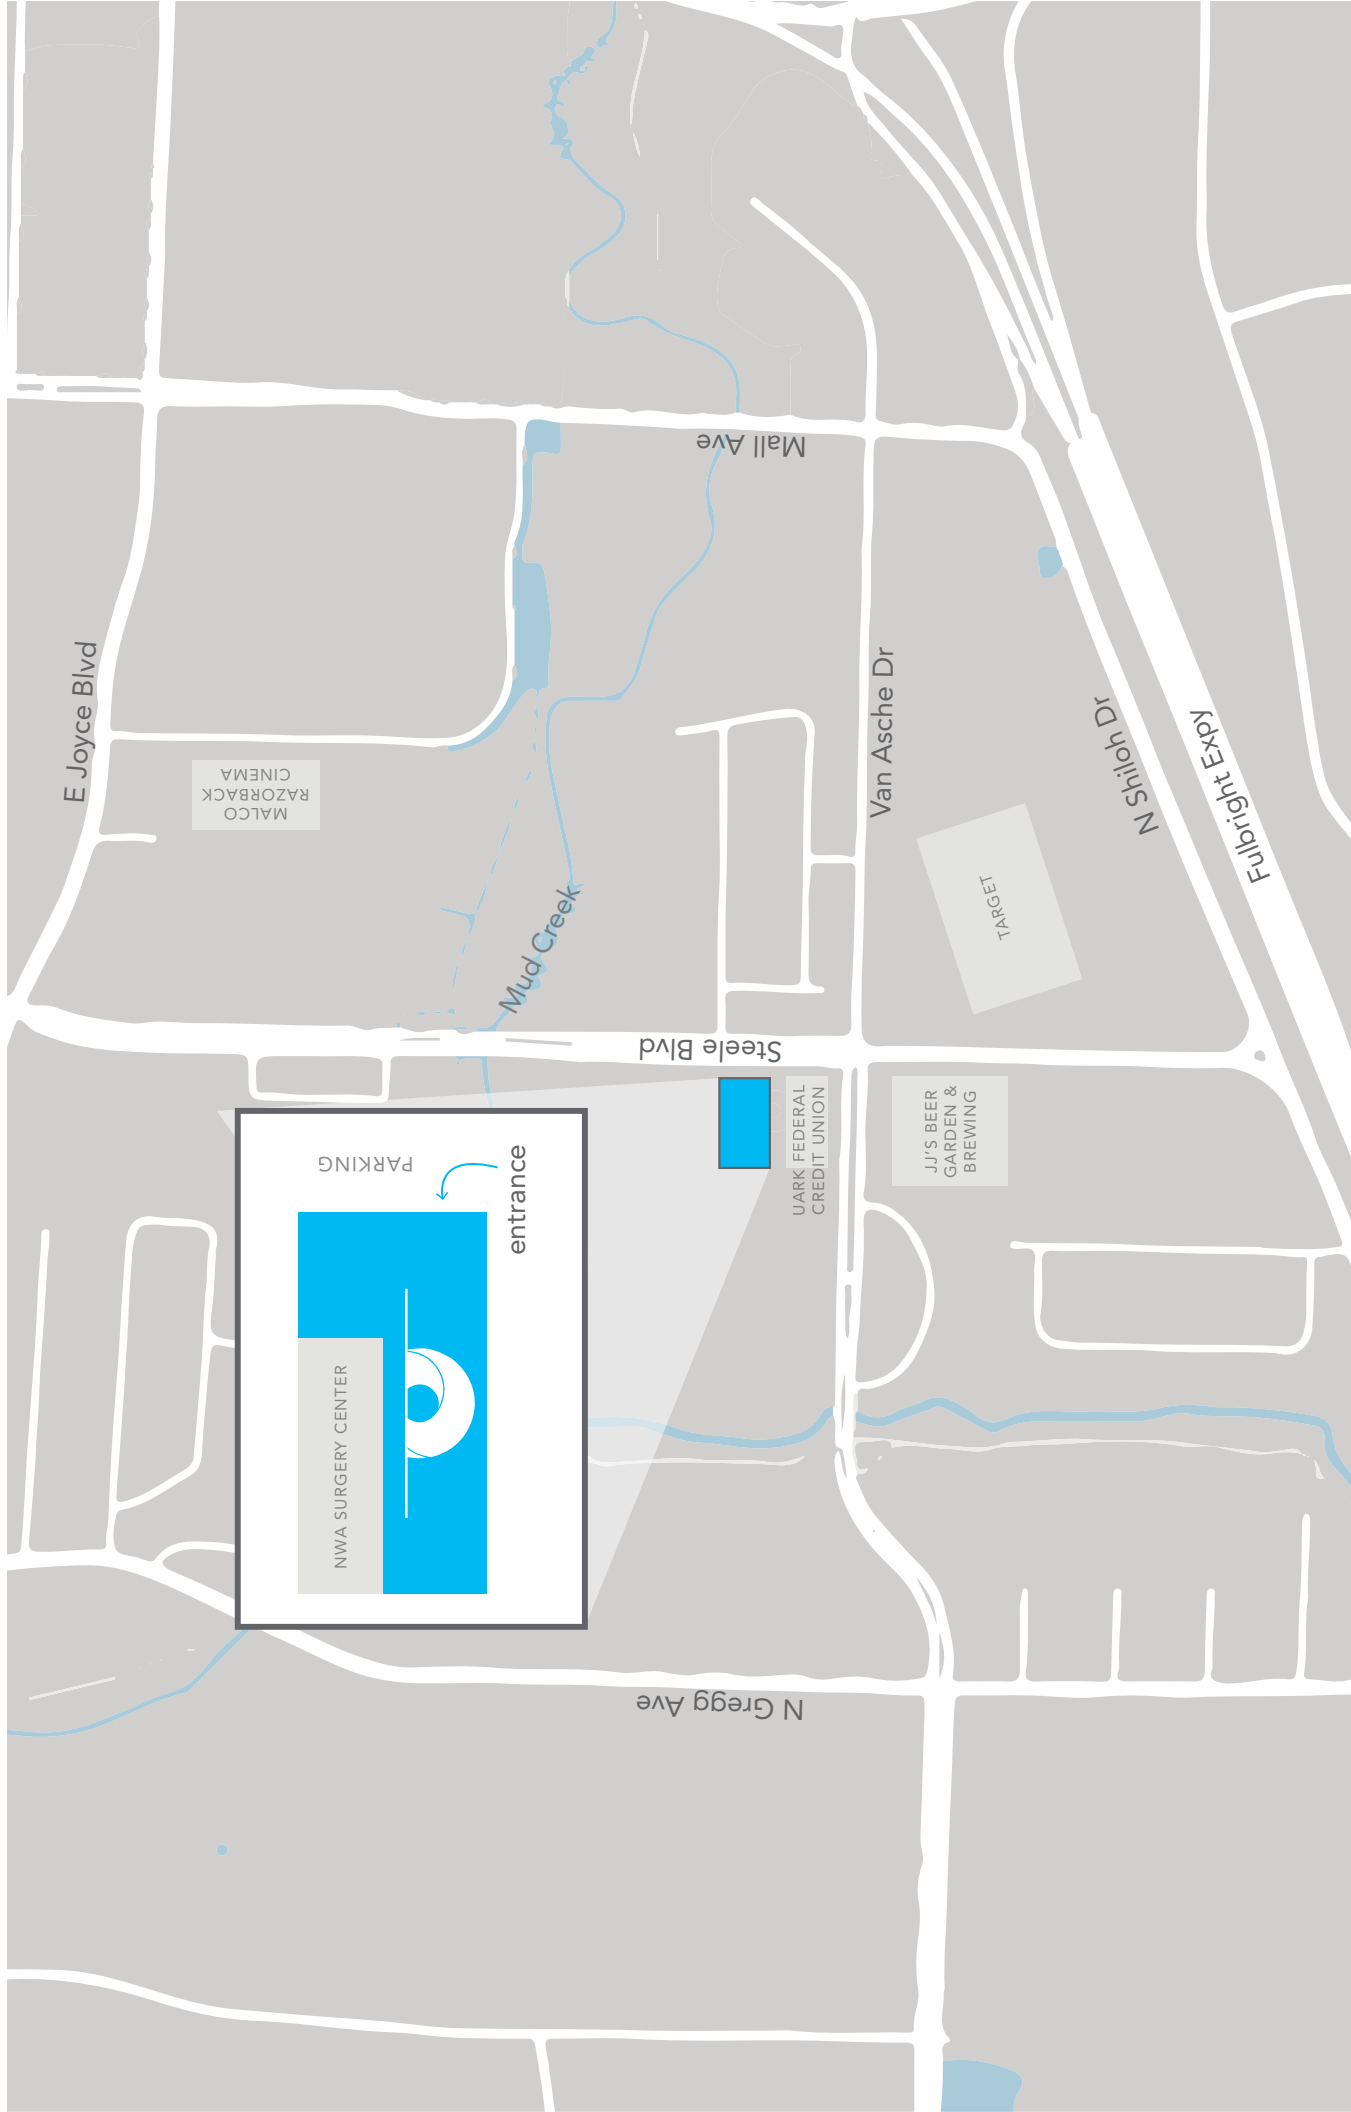 Mall Ave
E Joyce Blvd
MALCO
RAZORBACK
CINEMA
Van Asche Dr
N Shiloh Dr
Fulbright Expy
TARGET
Mud Creek
Steele Blvd
UARK FEDERAL
CREDIT UNION
JJ'S BEER
GARDEN &
BREWING
PARKING
entrance
NWA SURGERY CENTER
N Gregg Ave